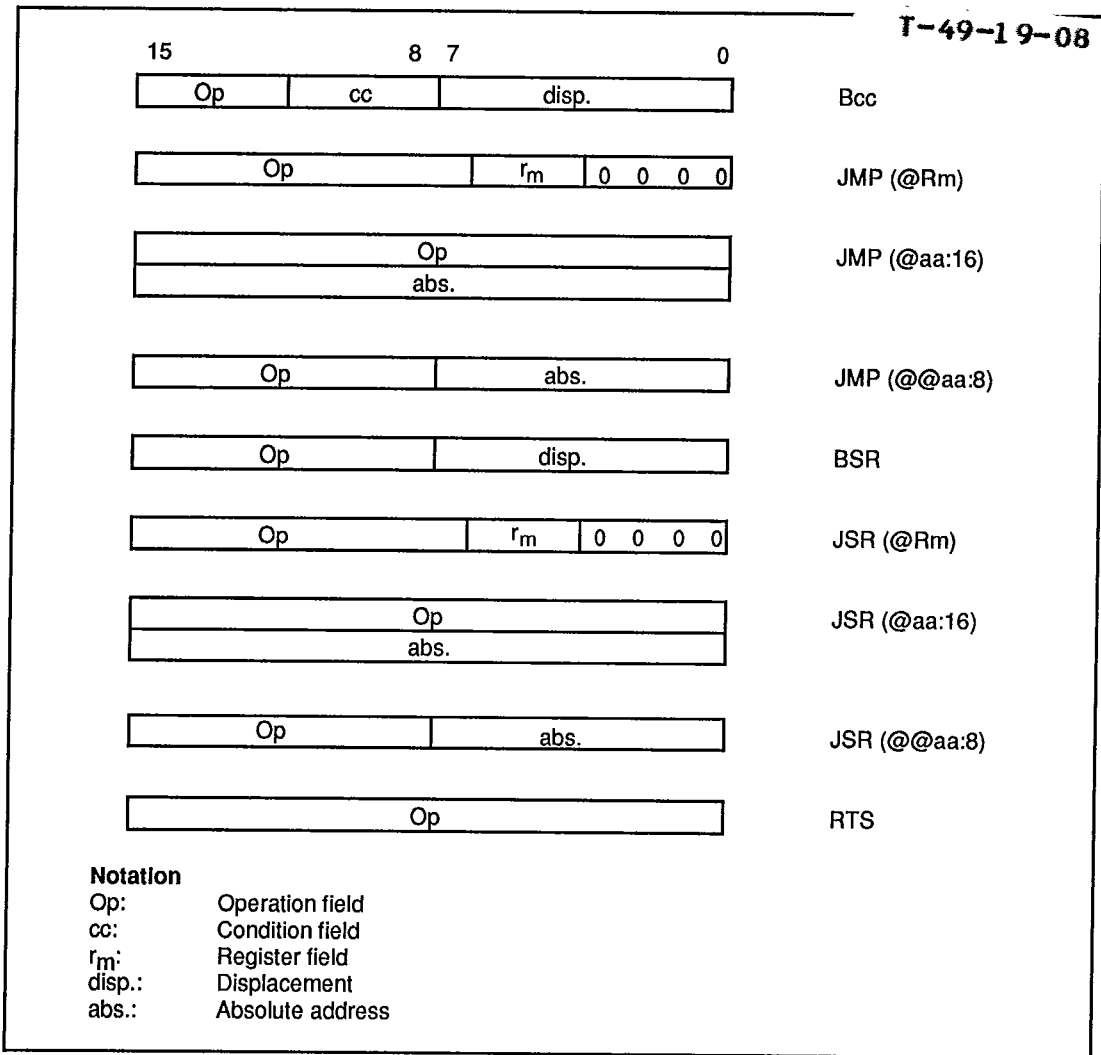 T-49-19-08
15 8 7 0
Op cc disp. Bcc
Op rm 0 0 0 0 JMP (@Rm)
Op
abs.
JMP (@aa:16)
Op abs. JMP (@@aa:8)
Op disp. BSR
Op rm 0 0 0 0 JSR (@Rm)
Op
abs.
JSR (@aa:16)
Op abs. JSR (@@aa:8)
Op RTS
Notation
Op: Operation field
cc: Condition field
rm: Register field
disp.: Displacement
abs.: Absolute address